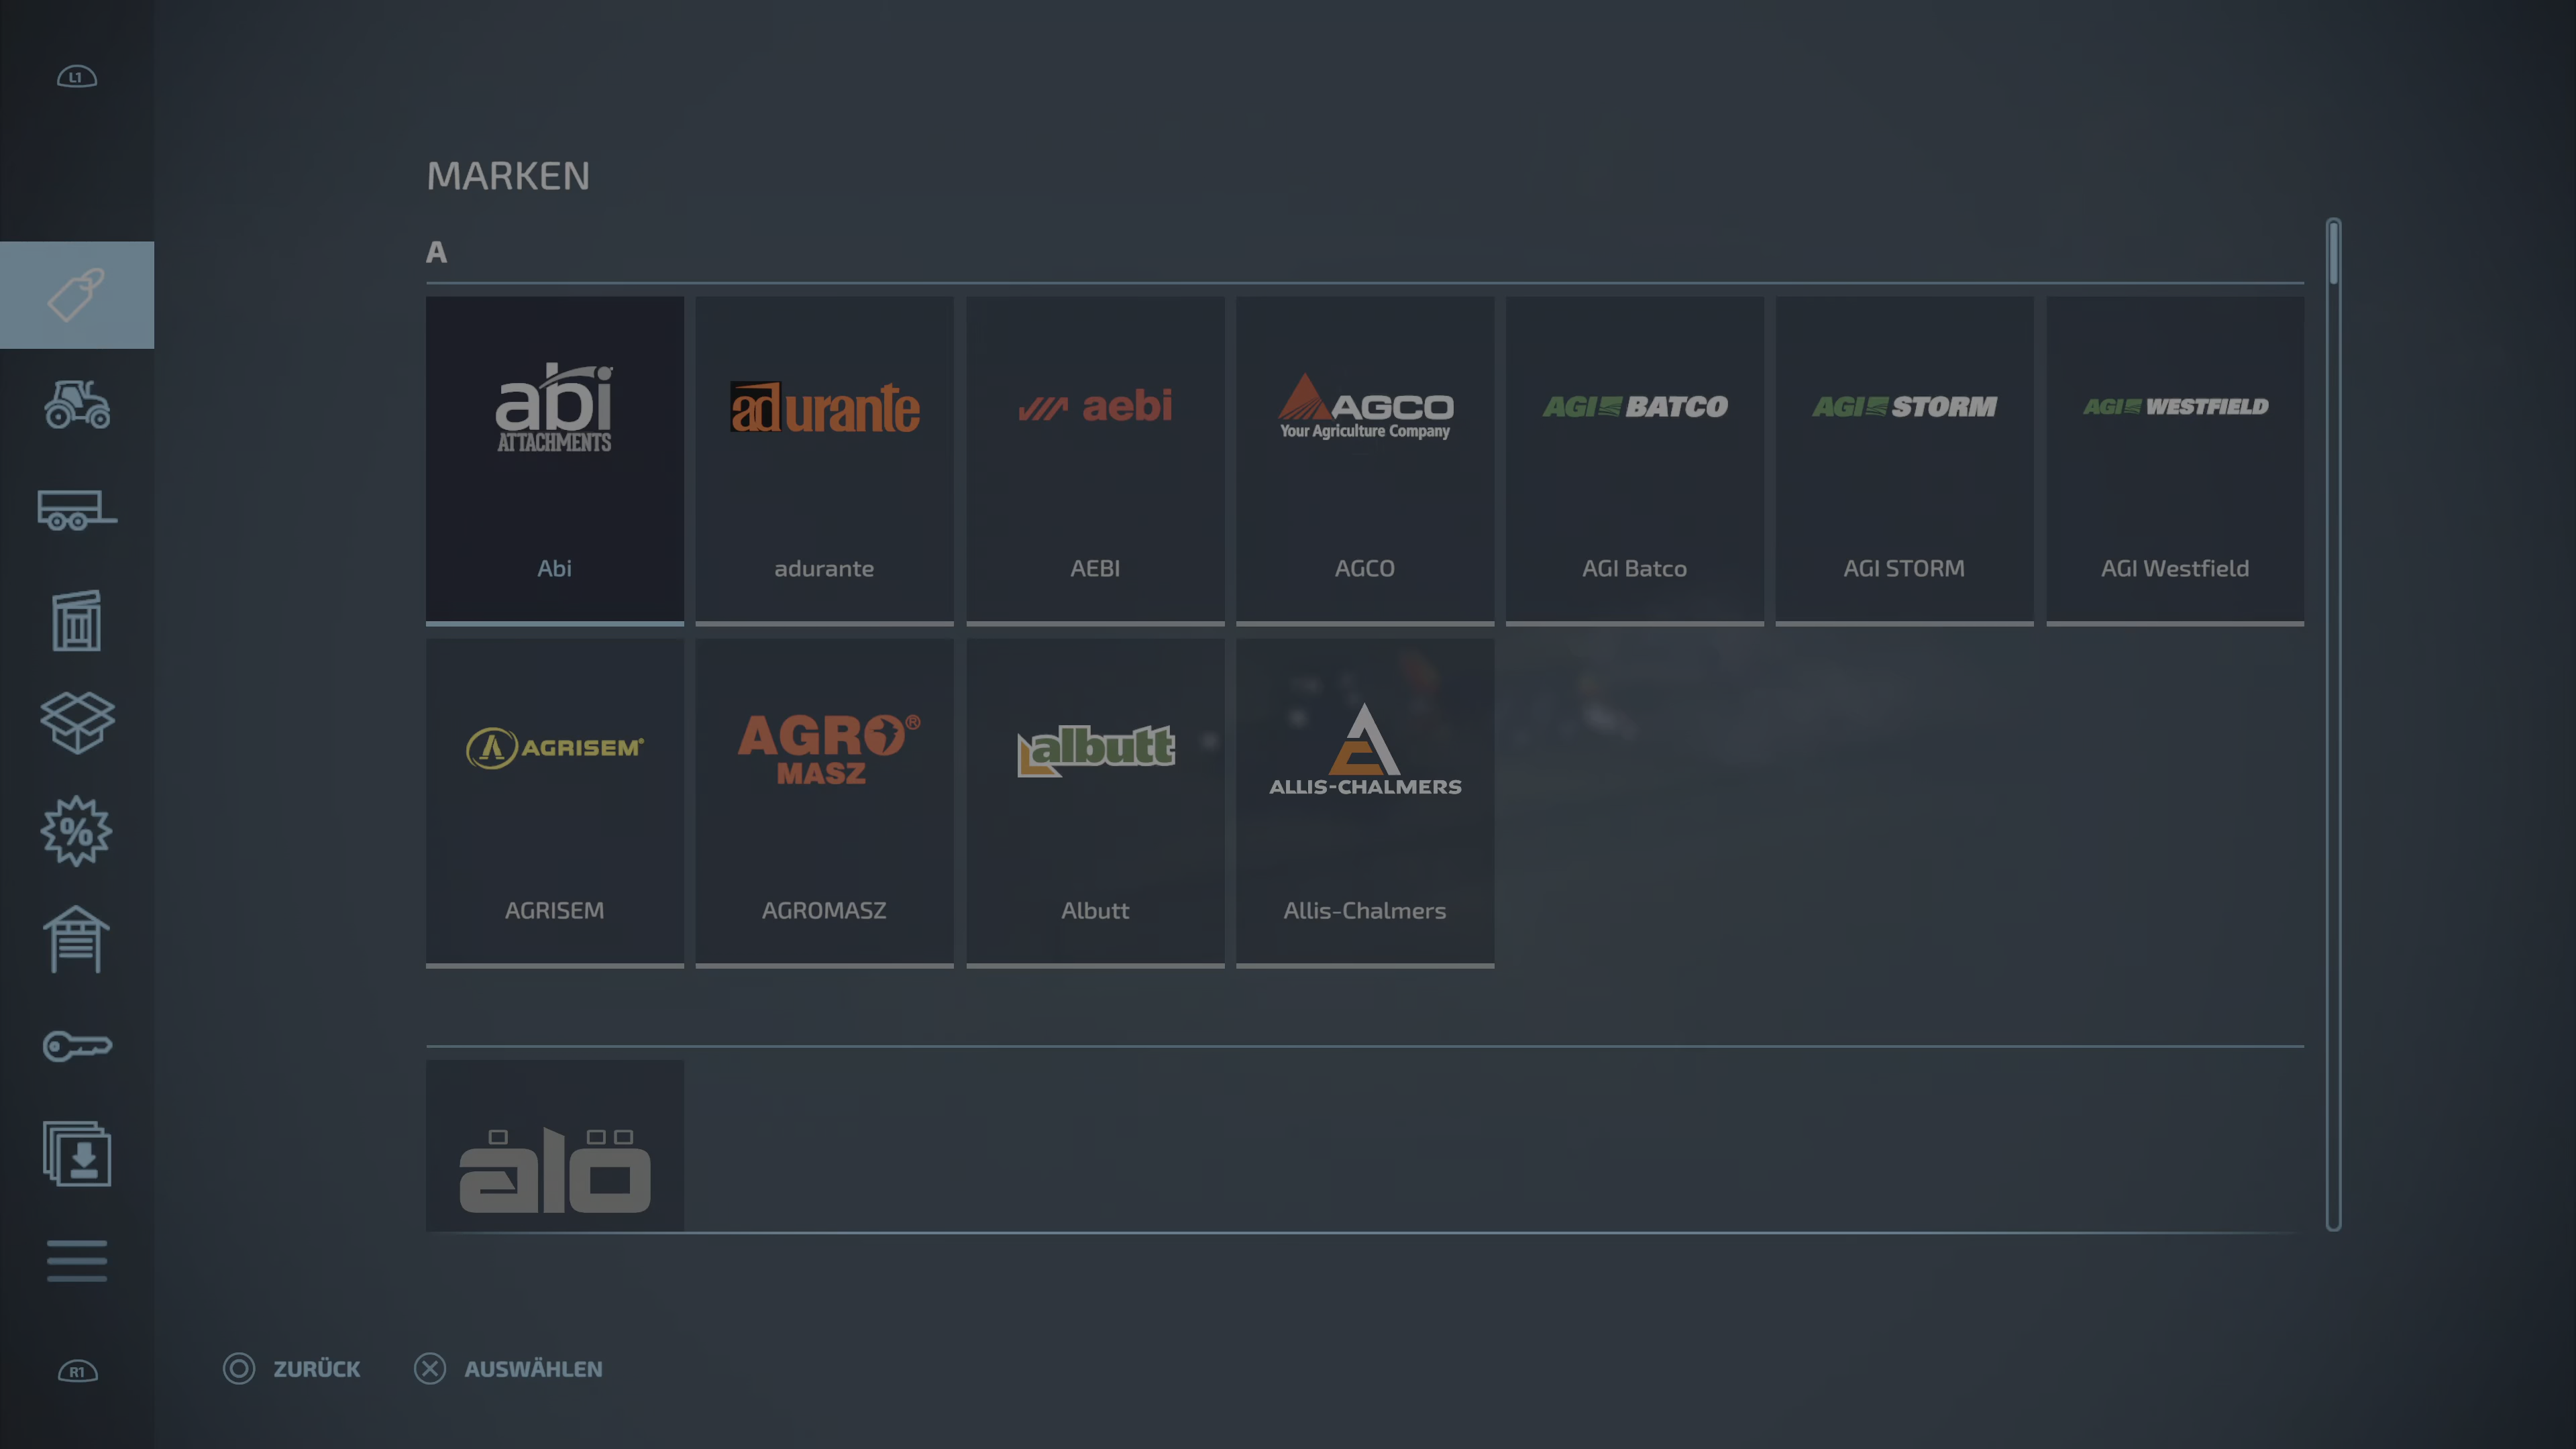 L1
MARKEN
A
abi ATTACHMENTS
adurante
aebi
AGCO
Your Agriculture Company
AGI BATCO
AGI STORM
AGI WESTFIELD
Abi
adurante
AEBI
AGCO
AGI Batco
AGI STORM
AGI Westfield
AGRISEM®
AGRO®
MASZ
albutt
ALLIS-CHALMERS
AGRISEM
AGROMASZ
Albutt
Allis-Chalmers
%
alö
R1
ZURÜCK
AUSWÄHLEN